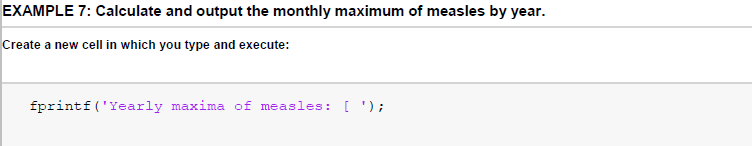 EXAMPLE 7: Calculate and output the monthly maximum of measles by year.
Create a new cell in which you type and execute:
fprintf('Yearly maxima of measles: [ ');